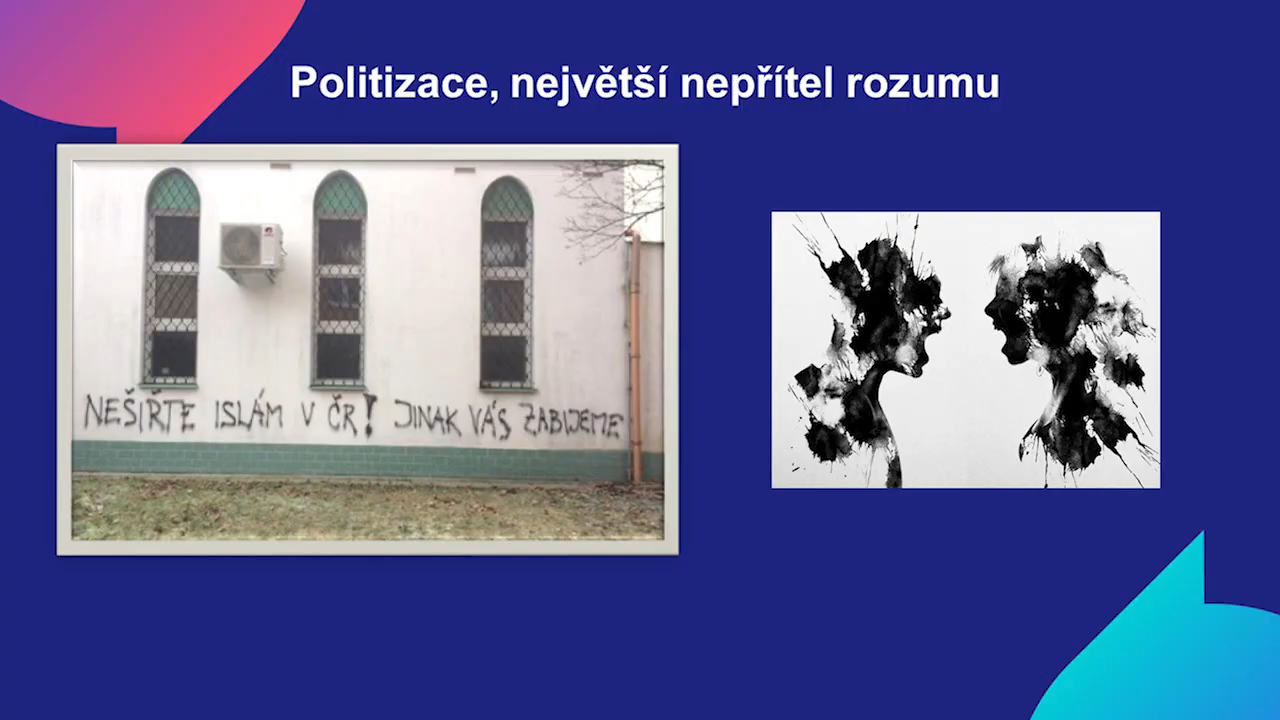 Politizace, největší nepřítel rozumu
NEŠIŘTE ISLÁM V ČR! JINAK VÁS ZABIJEME